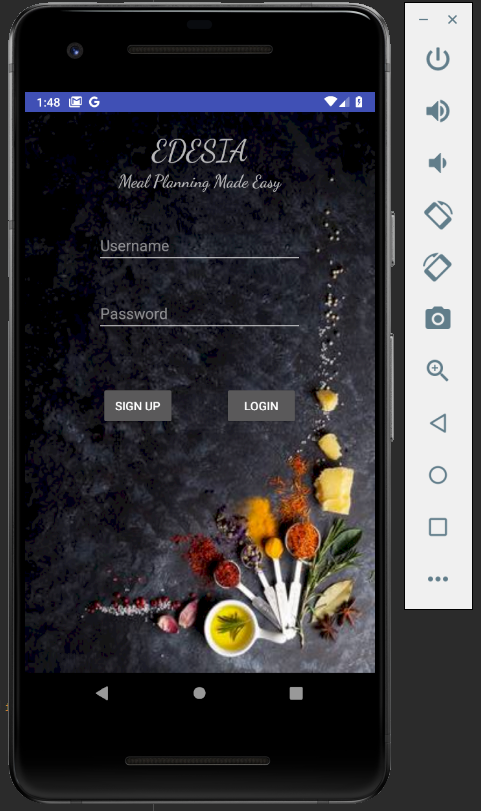 1:48
EDESIA
Meal Planning Made Easy
Username
Password
SIGN UP LOGIN